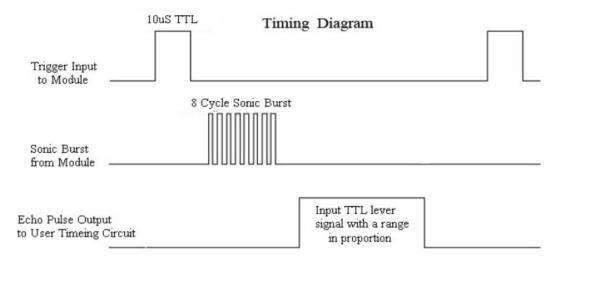 10uS TTL
Timing Diagram
Trigger Input
to Module
8 Cycle Sonic Burst
Sonic Burst
from Module
Echo Pulse Output
to User Timeing Circuit
Input TTL lever
signal with a range
in proportion